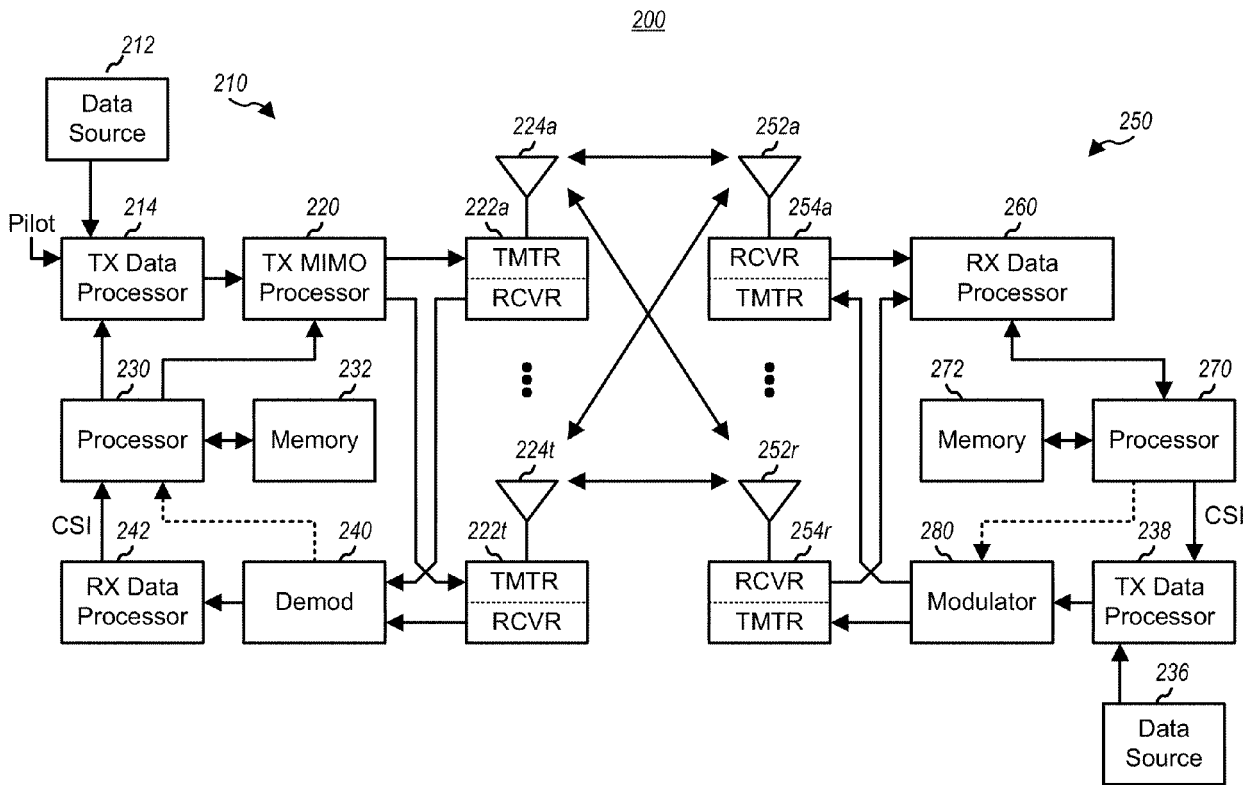 200
212
Data
Source
210
224a
252a
250
Pilot
214
TX Data
Processor
220
TX MIMO
Processor
222a
TMTR
RCVR
254a
RCVR
TMTR
260
RX Data
Processor
230
Processor
232
Memory
272
Memory
270
Processor
224t
252r
CSI
CSI
242
RX Data
Processor
240
Demod
222t
TMTR
RCVR
254r
RCVR
TMTR
280
Modulator
238
TX Data
Processor
236
Data
Source